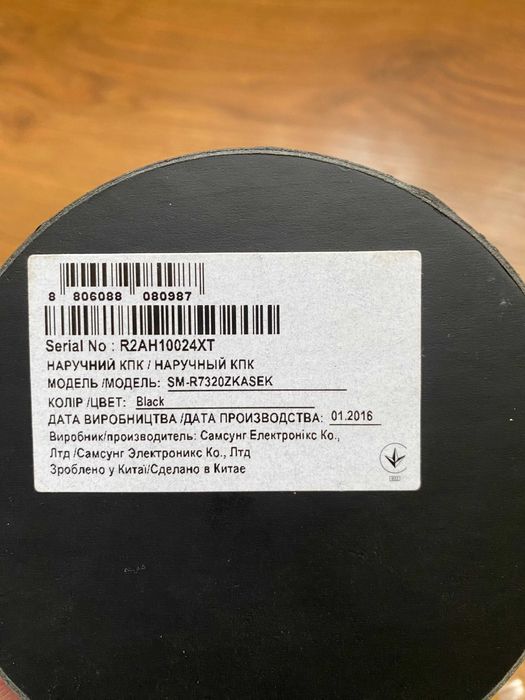 8 806088 080987
Serial No : R2AH10024XT
НАРУЧНИЙ КПК / НАРУЧНЫЙ КПК
МОДЕЛЬ /МОДЕЛЬ: SM-R7320ZKASEK
КОЛІР /ЦВЕТ: Black
ДАТА ВИРОБНИЦТВА /ДАТА ПРОИЗВОДСТВА: 01.2016
Виробник/производитель: Самсунг Електронікс Ко.,
Лтд /Самсунг Электроникс Ко., Лтд
Зроблено у Китаї/Сделано в Китае